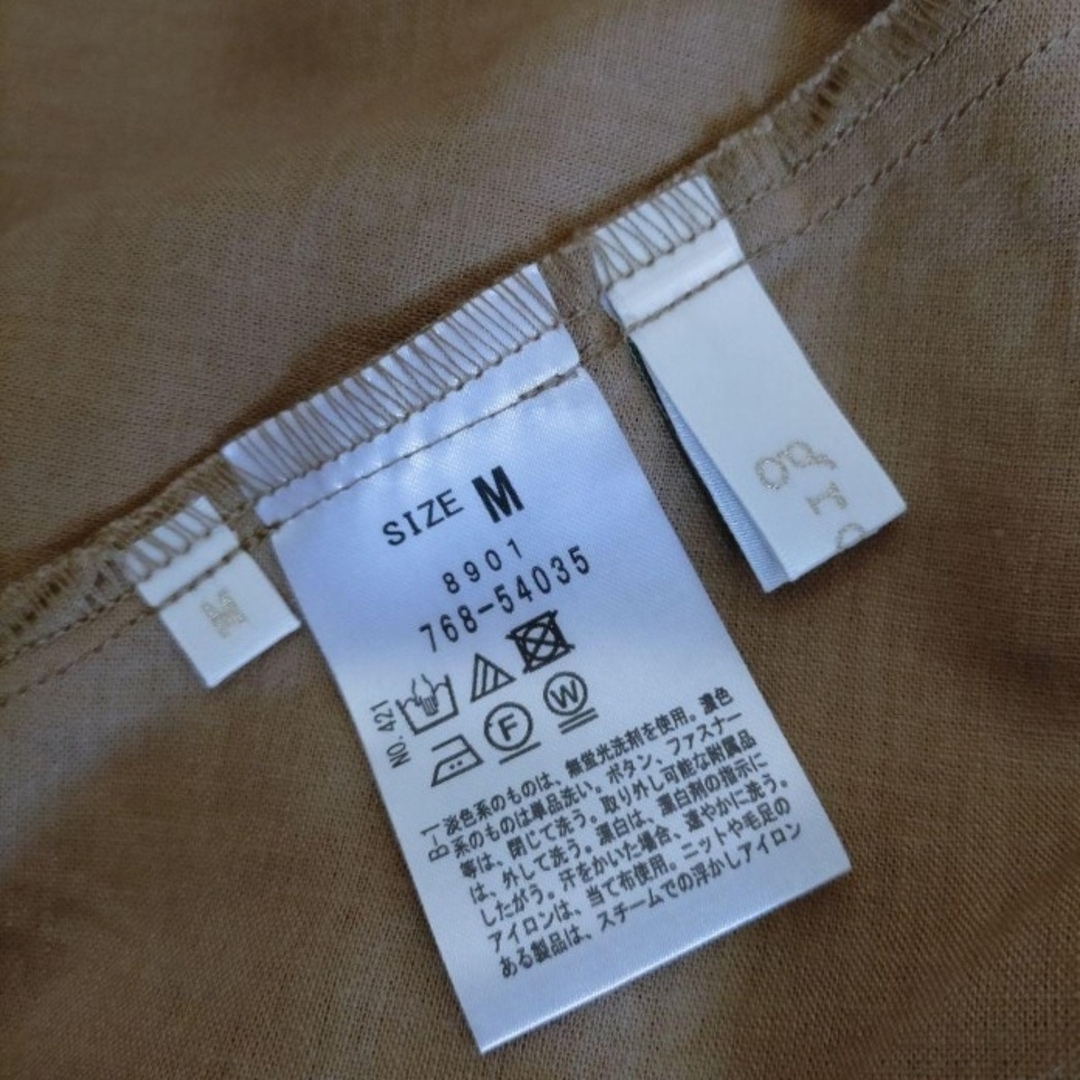 SIZE M
8901
768-54035
NO.421
F
W
B-1 淡色系のものは、無蛍光洗剤を使用。濃色
系のものは単品洗い。ボタン、ファスナー
等は、閉じて洗う。取り外し可能な附属品
は、外して洗う。漂白は、漂白剤の指示に
したがう。汗をかいた場合、速やかに洗う。
アイロンは、当て布使用。ニットや毛足の
ある製品は、スチームでの浮かしアイロン
M